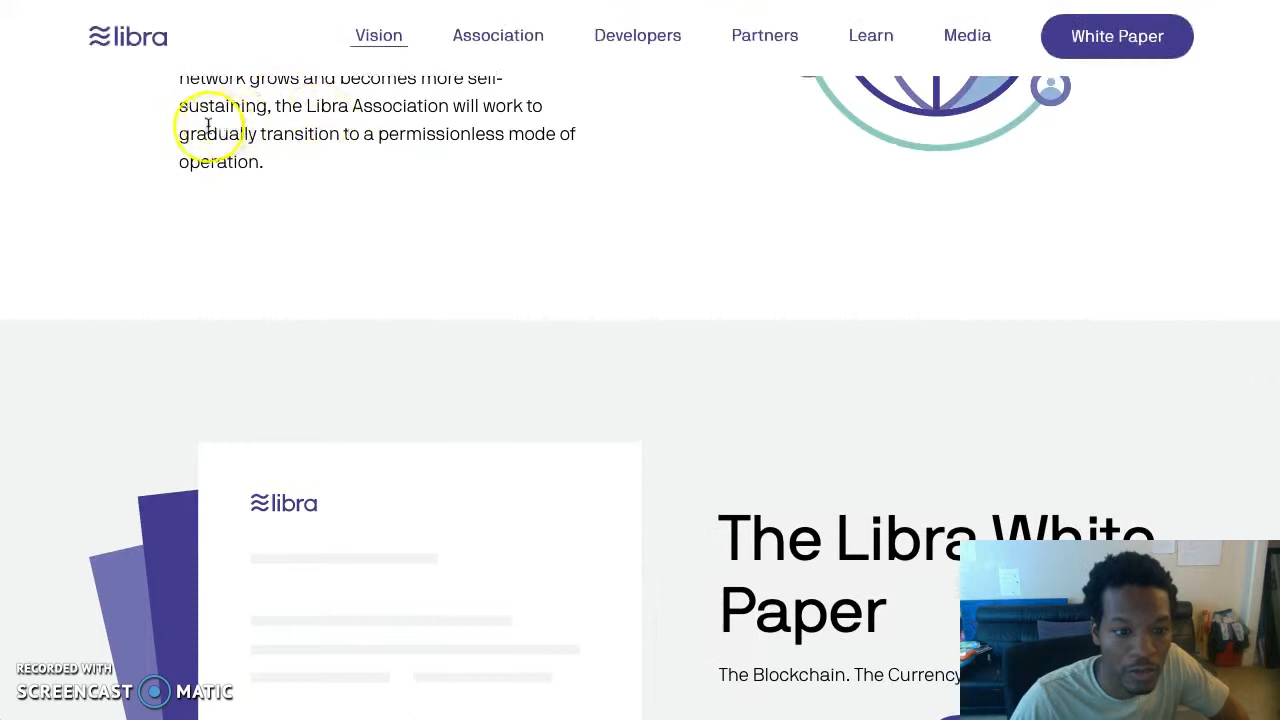 libra
Vision
Association
Developers
Partners
Learn
Media
White Paper
network grows and becomes more self-
sustaining, the Libra Association will work to
gradually transition to a permissionless mode of
operation.
libra
The Libra White
Paper
The Blockchain. The Currency
RECORDED WITH
SCREENCAST MATIC